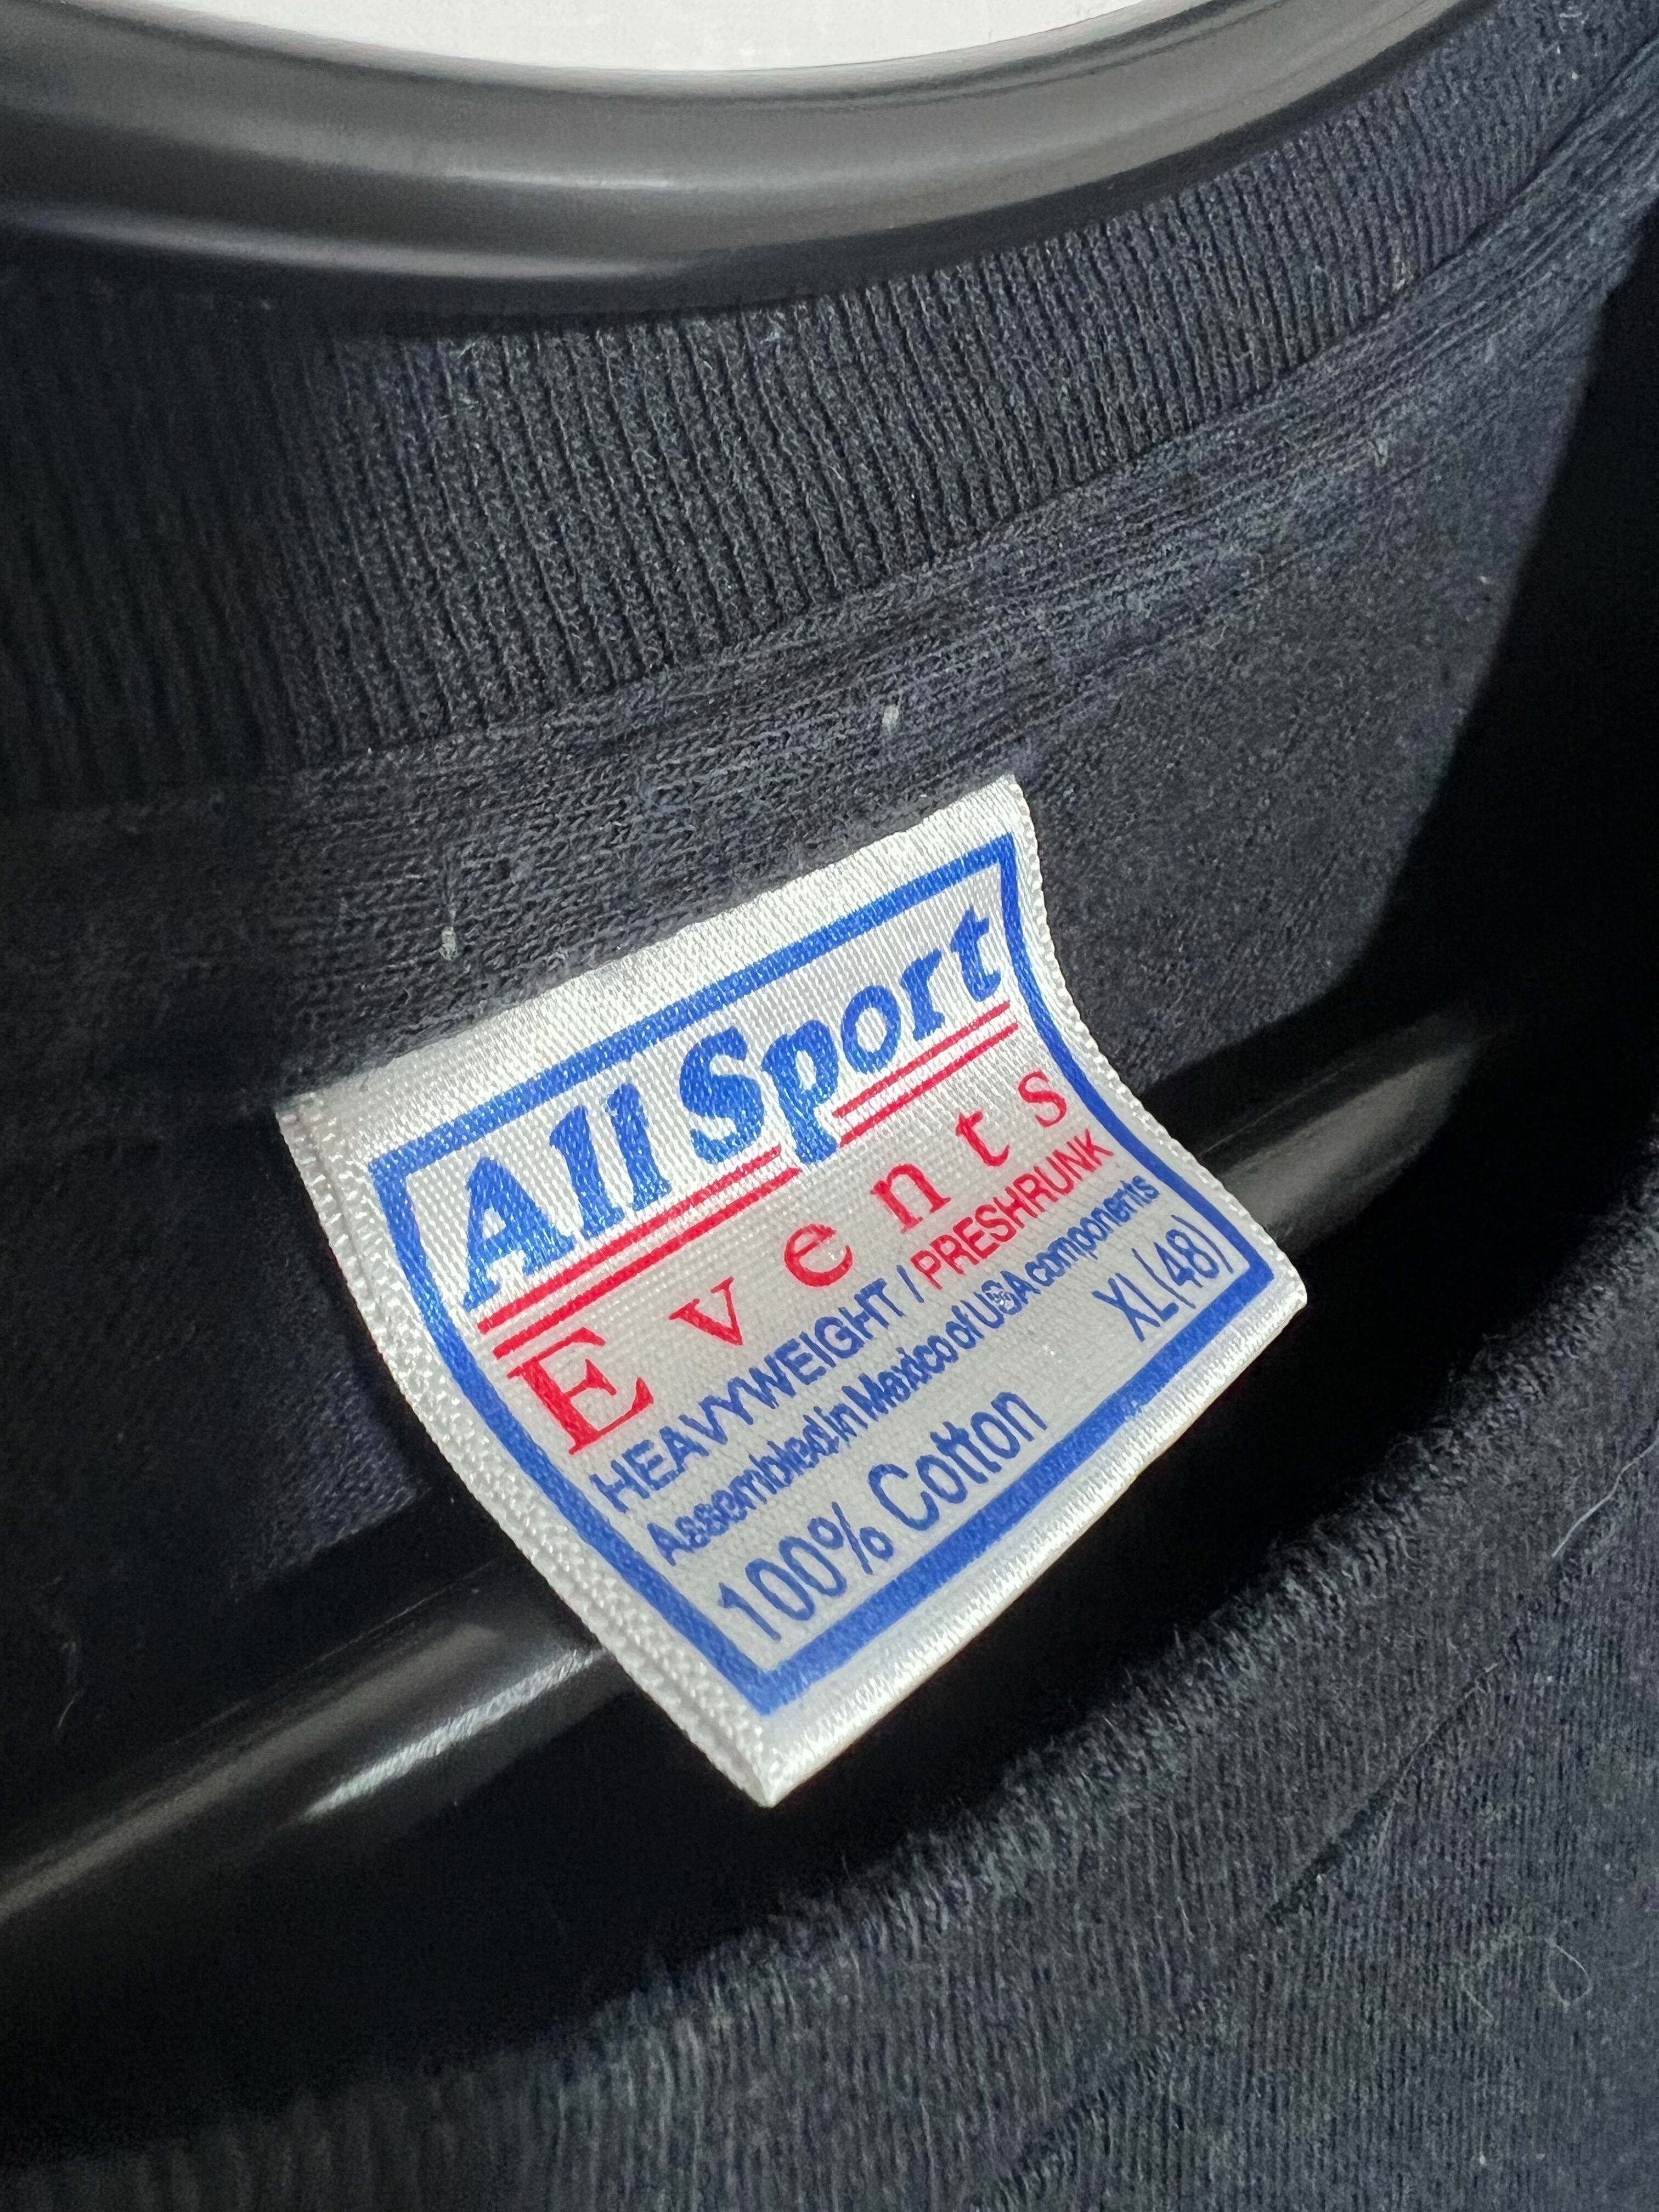 All Sport
Events
HEAVYWEIGHT / PRESHRUNK
Assembled in Mexico of USA components
XL (48)
100% Cotton